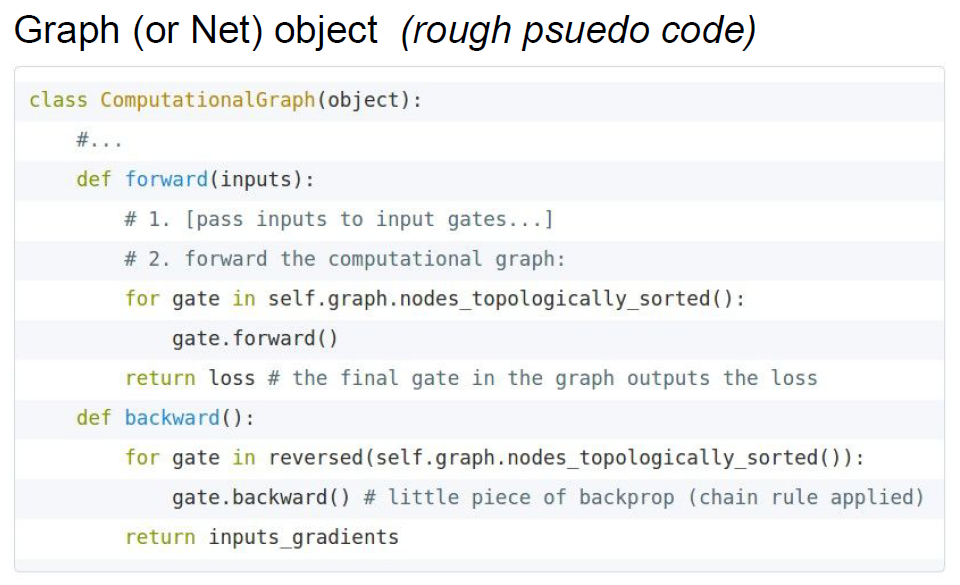 Graph (or Net) object (rough psuedo code)
class ComputationalGraph(object):
    #...
    def forward(inputs):
        # 1. [pass inputs to input gates...]
        # 2. forward the computational graph:
        for gate in self.graph.nodes_topologically_sorted():
            gate.forward()
        return loss # the final gate in the graph outputs the loss
    def backward():
        for gate in reversed(self.graph.nodes_topologically_sorted()):
            gate.backward() # little piece of backprop (chain rule applied)
        return inputs_gradients